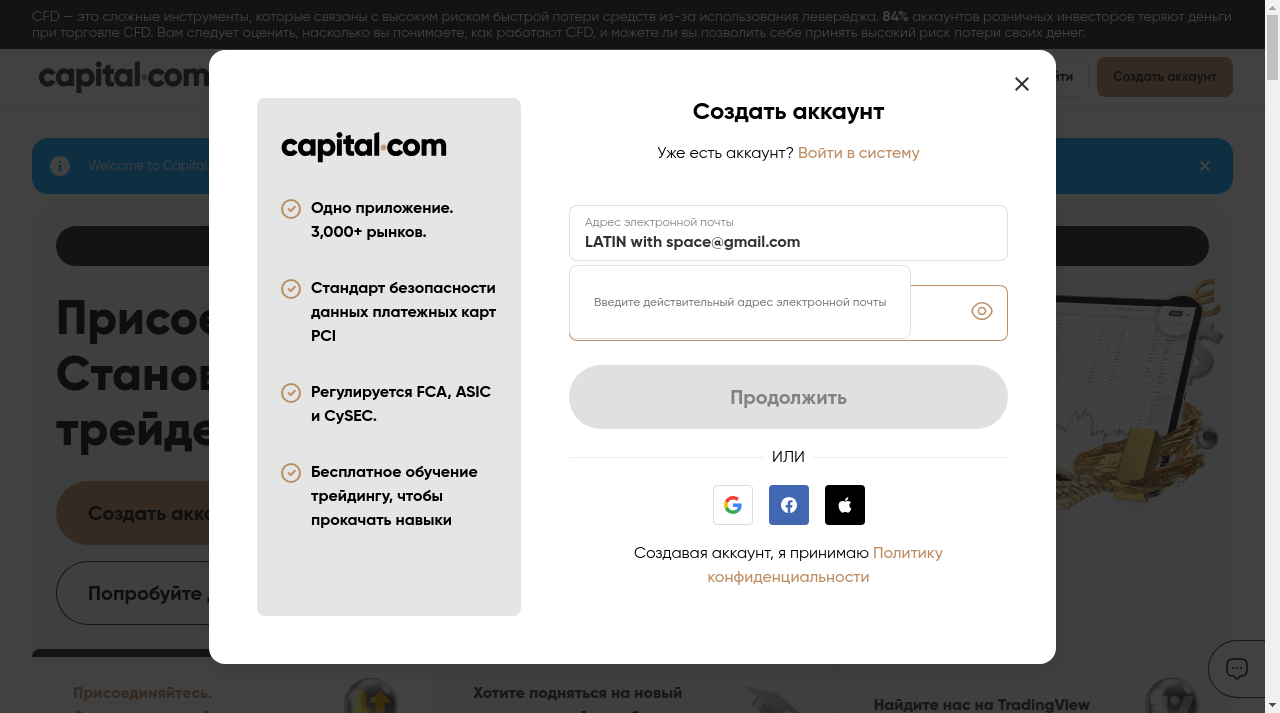 CFD — это сложные инструменты, которые связаны с высоким риском быстрой потери средств из-за использования левереджа. 84% аккаунтов розничных инвесторов теряют деньги
при торговле CFD. Вам следует оценить, насколько вы понимаете, как работают CFD, и можете ли вы позволить себе принять высокий риск потери своих денег.
capital.com
йти
Создать аккаунт
Welcome to Capital
Присое
Станов
трейде
Создать акка
Попробуйте
capital.com
Одно приложение.
3,000+ рынков.
Стандарт безопасности
данных платежных карт
PCI
Регулируется FCA, ASIC
и CySEC.
Бесплатное обучение
трейдингу, чтобы
прокачать навыки
Создать аккаунт
Уже есть аккаунт? Войти в систему
Адрес электронной почты
LATIN with space@gmail.com
Введите действительный адрес электронной почты
Продолжить
ИЛИ
Создавая аккаунт, я принимаю Политику
конфиденциальности
Присоединяйтесь.
Хотите подняться на новый
Найдите нас на TradingView